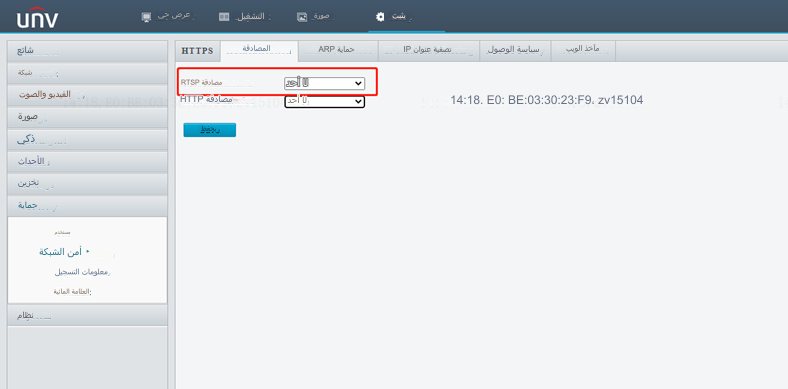 unv
عرض حي
التشغيل
صورة
يثبت
شائع
شبكة
الفيديو والصوت
صورة
ذكي
الأحداث
تخزين
حماية
مستخدم
أمن الشبكة
معلومات التسجيل
العلامة المائية
نظام
HTTPS
المصادقة
حماية ARP
تصفية عنوان IP
سياسة الوصول
مأخذ الويب
مصادقة RTSP
لا أحد
مصادقة HTTP
لا أحد.
14:18. E0: BE:03:30:23:F9. zv15104